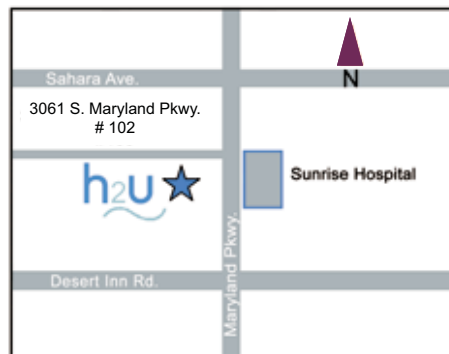 Sahara Ave.
N
3061 S. Maryland Pkwy.
# 102
h2u
Sunrise Hospital
Maryland Pkwy.
Desert Inn Rd.